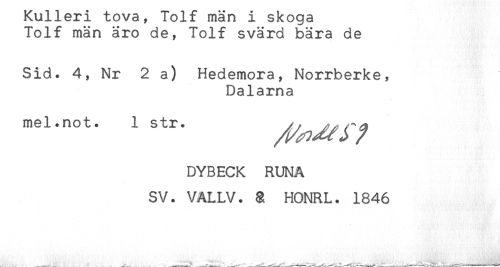 Kulleri tova, Tolf män i skoga
Tolf män äro de, Tolf svärd bära de
Sid. 4, Nr 2 a) Hedemora, Norrberke,
Dalarna
mel.not. 1 str.
Nordl 59
DYBECK RUNA
SV. VALLV. & HONRL. 1846